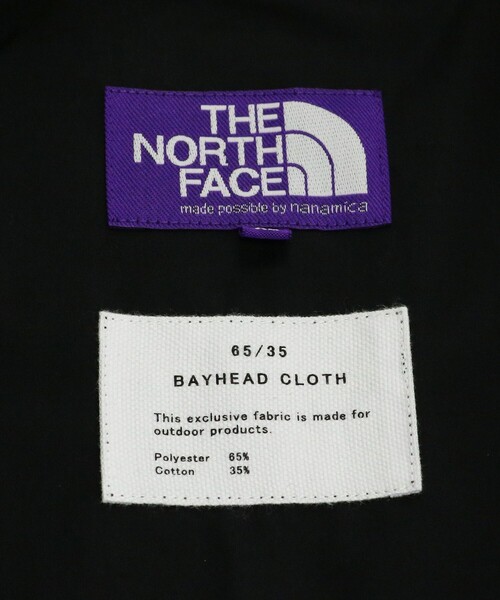 THE
NORTH
FACE
made possible by nanamica
65/35
BAYHEAD CLOTH
This exclusive fabric is made for
outdoor products.
Polyester 65%
Cotton 35%